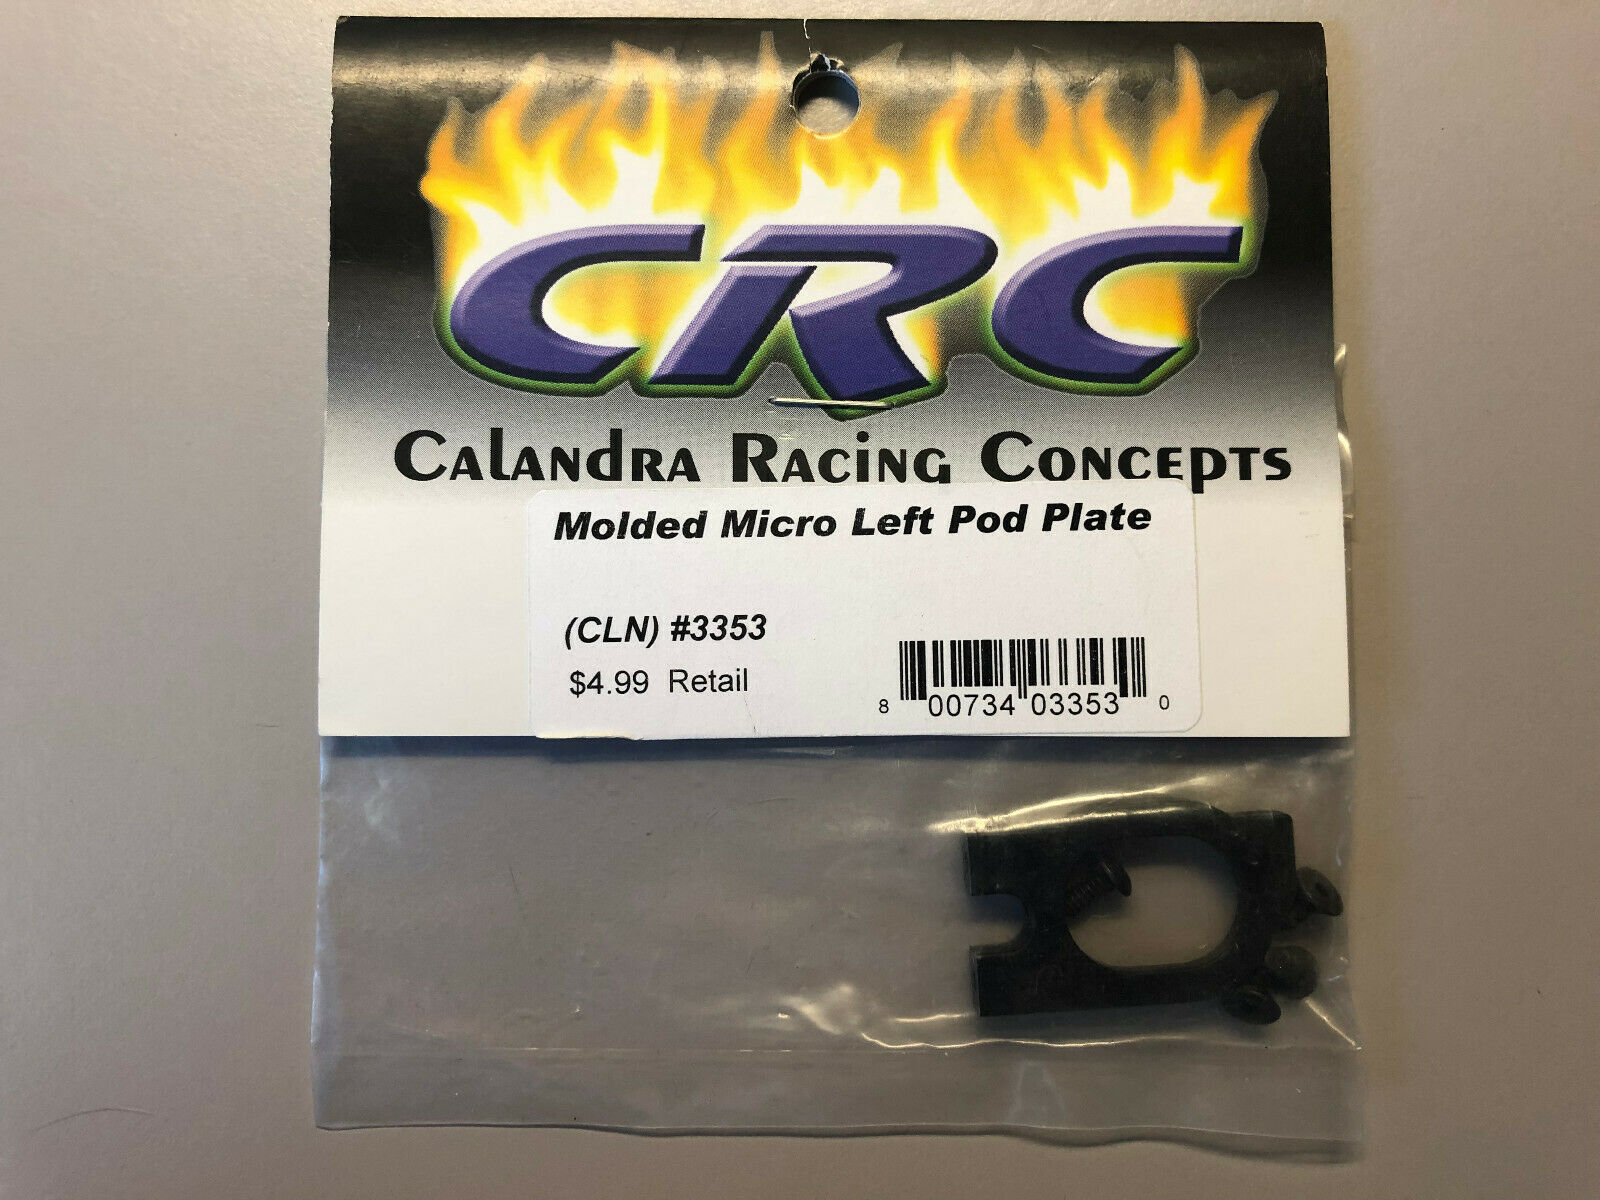 CRC
Calandra Racing Concepts
Molded Micro Left Pod Plate
(CLN) #3353
$4.99 Retail
8 00734 03353 0